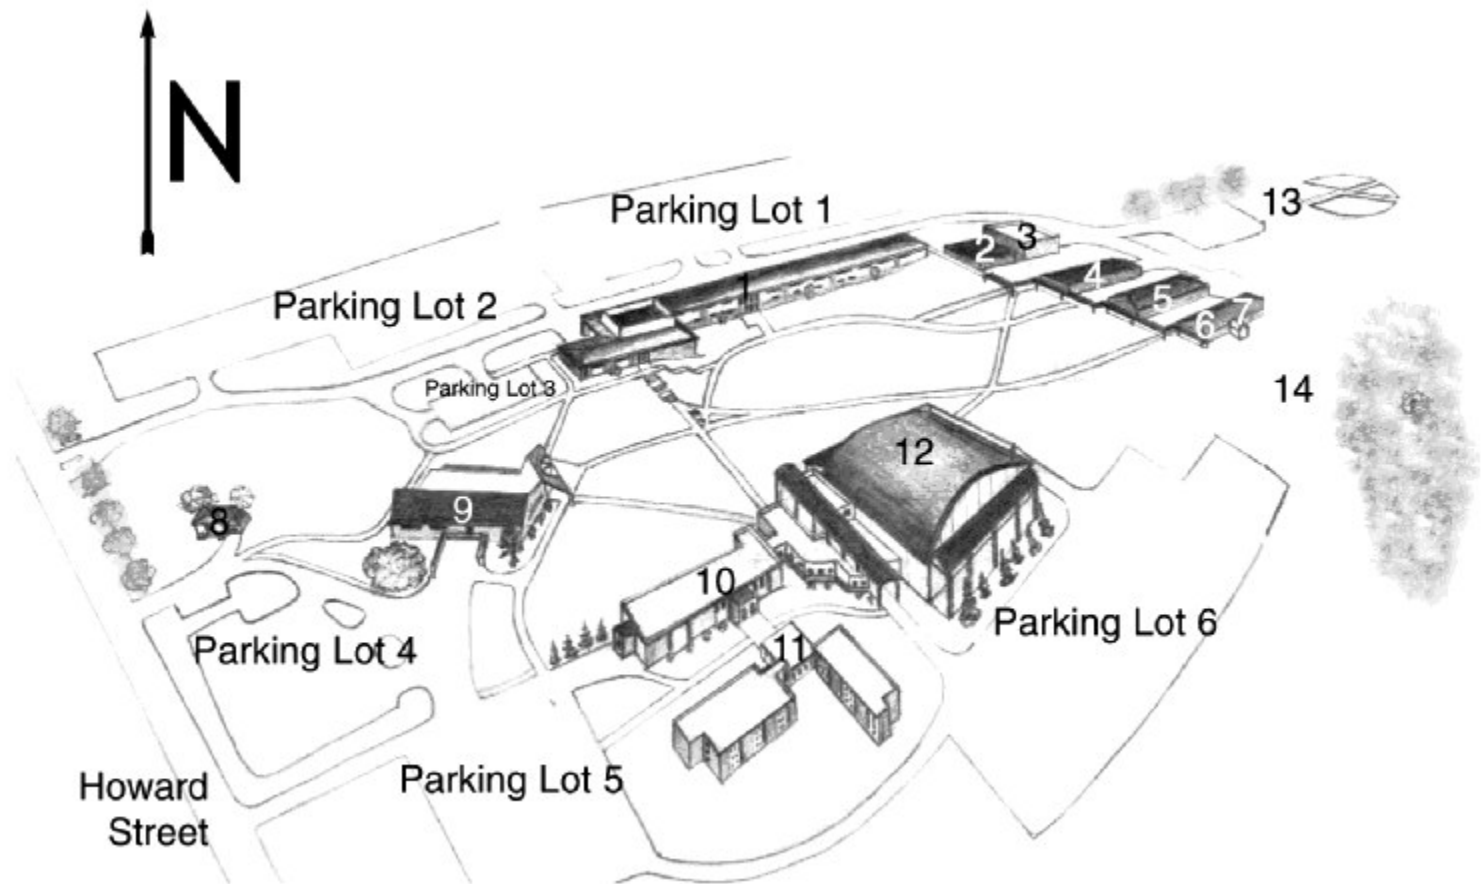 N
Parking Lot 1
13
2
3
1
4
5
7
6
Parking Lot 2
Parking Lot 3
14
12
9
8
10
11
Parking Lot 6
Parking Lot 4
Parking Lot 5
Howard
Street